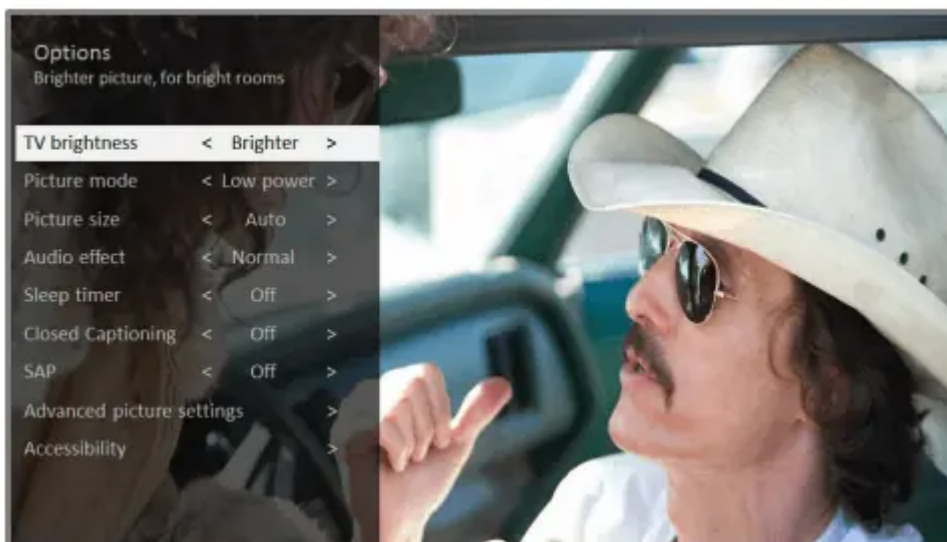 Options
Brighter picture, for bright rooms
TV brightness < Brighter >
Picture mode < Low power >
Picture size < Auto >
Audio effect < Normal >
Sleep timer < Off >
Closed Captioning < Off >
SAP < Off >
Advanced picture settings >
Accessibility >